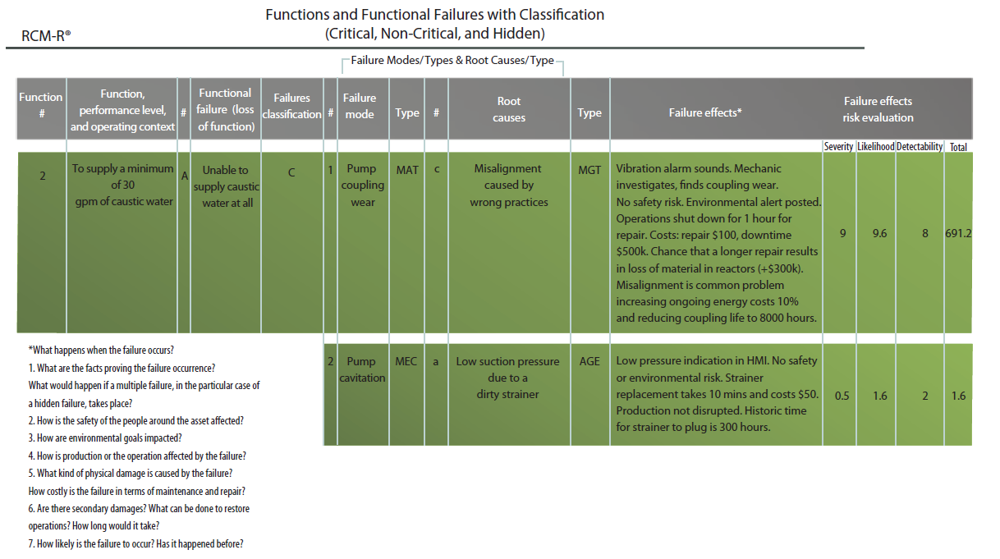 Functions and Functional Failures with Classification
(Critical, Non-Critical, and Hidden)
RCM-R®
Failure Modes/Types & Root Causes/Type
Function
#
Function,
performance level,
and operating context
#
Functional
failure (loss
of function)
Failures
classification
#
Failure
mode
Type
#
Root
causes
Type
Failure effects*
Failure effects
risk evaluation
Severity
Likelihood
Detectability
Total
2
To supply a minimum
of 30
gpm of caustic water
A
Unable to
supply caustic
water at all
C
1
Pump
coupling
wear
MAT
c
Misalignment
caused by
wrong practices
MGT
Vibration alarm sounds. Mechanic
investigates, finds coupling wear.
No safety risk. Environmental alert posted.
Operations shut down for 1 hour for
repair. Costs: repair $100, downtime
$500k. Chance that a longer repair results
in loss of material in reactors (+$300k).
Misalignment is common problem
increasing ongoing energy costs 10%
and reducing coupling life to 8000 hours.
9
9.6
8
691.2
2
Pump
cavitation
MEC
a
Low suction pressure
due to a
dirty strainer
AGE
Low pressure indication in HMI. No safety
or environmental risk. Strainer
replacement takes 10 mins and costs $50.
Production not disrupted. Historic time
for strainer to plug is 300 hours.
0.5
1.6
2
1.6
*What happens when the failure occurs?
1. What are the facts proving the failure occurrence?
What would happen if a multiple failure, in the particular case of
a hidden failure, takes place?
2. How is the safety of the people around the asset affected?
3. How are environmental goals impacted?
4. How is production or the operation affected by the failure?
5. What kind of physical damage is caused by the failure?
How costly is the failure in terms of maintenance and repair?
6. Are there secondary damages? What can be done to restore
operations? How long would it take?
7. How likely is the failure to occur? Has it happened before?